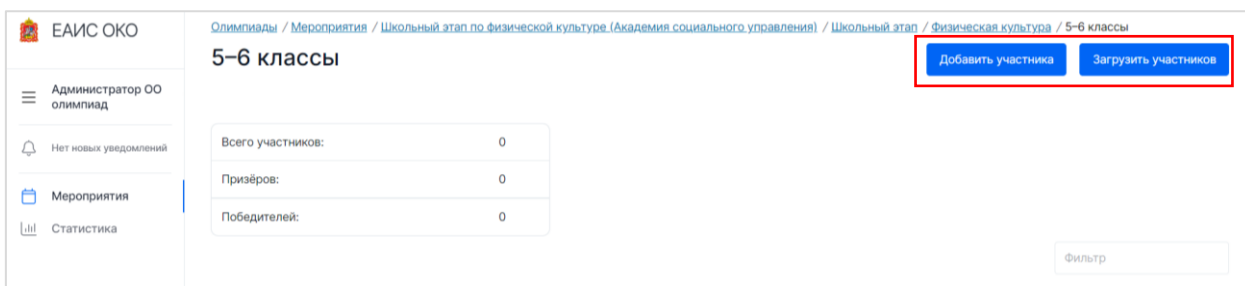 ЕАИС ОКО
Олимпиады / Мероприятия / Школьный этап по физической культуре (Академия социального управления) / Школьный этап / Физическая культура / 5–6 классы
5–6 классы
Добавить участника
Загрузить участников
Администратор ОО
олимпиад
Нет новых уведомлений
Мероприятия
Статистика
Всего участников: 0
Призёров: 0
Победителей: 0
Фильтр